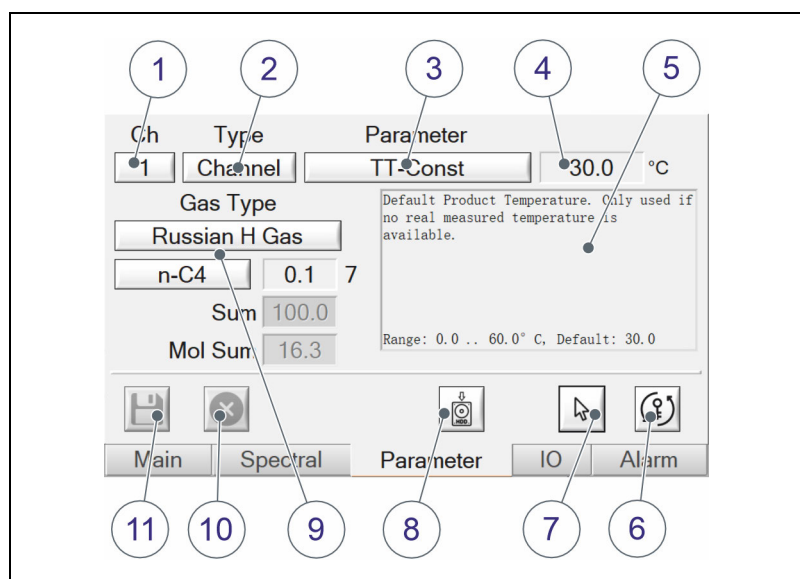 1 2 3 4 5
Ch Type Parameter
1 Channel TT-Const 30.0 °C
Gas Type
Russian H Gas
n-C4 0.1 7
Sum 100.0
Mol Sum 16.3
Default Product Temperature. Only used if
no real measured temperature is
available.
Range: 0.0 .. 60.0° C, Default: 30.0
HDD
Main Spectral Parameter IO Alarm
11 10 9 8 7 6